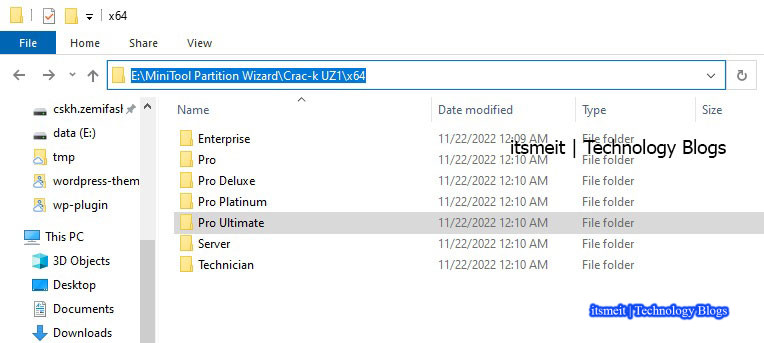 x64
File Home Share View
E:\MiniTool Partition Wizard\Crac-k UZ1\x64
Name Date modified Type Size
cskh.zemifash
data (E:)
tmp
wordpress-them
wp-plugin
This PC
3D Objects
Desktop
Documents
Downloads
Enterprise 11/22/2022 12:09 AM File folder
Pro 11/22/2022 12:10 AM File folder
Pro Deluxe 11/22/2022 12:10 AM File folder
Pro Platinum 11/22/2022 12:10 AM File folder
Pro Ultimate 11/22/2022 12:10 AM File folder
Server 11/22/2022 12:10 AM File folder
Technician 11/22/2022 12:10 AM File folder
itsmeit | Technology Blogs
itsmeit | Technology Blogs